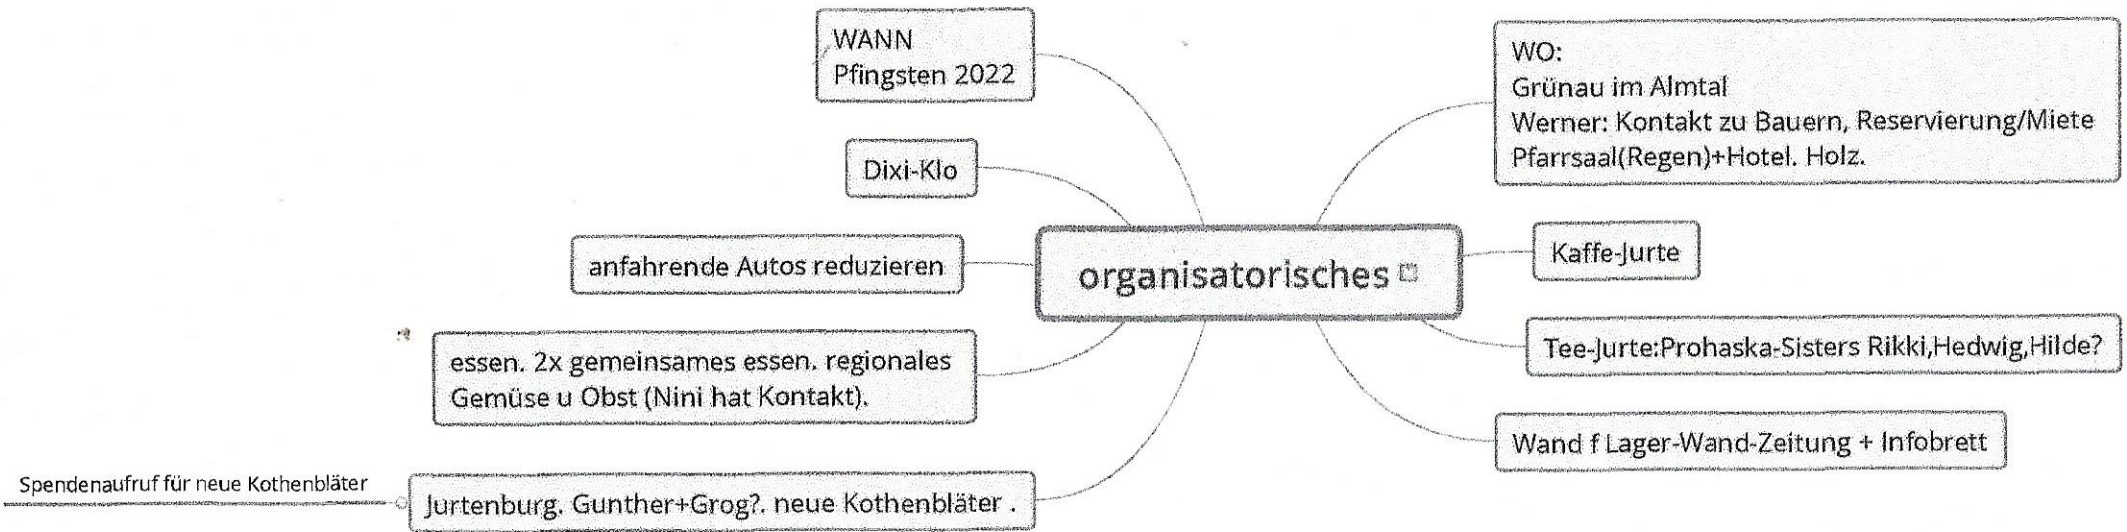 WANN
Pfingsten 2022
Dixi-Klo
anfahrende Autos reduzieren
essen. 2x gemeinsames essen. regionales
Gemüse u Obst (Nini hat Kontakt).
Spendenaufruf für neue Kothenbläter
Jurtenburg. Gunther+Grog?. neue Kothenbläter .
organisatorisches
WO:
Grünau im Almtal
Werner: Kontakt zu Bauern, Reservierung/Miete
Pfarrsaal(Regen)+Hotel. Holz.
Kaffe-Jurte
Tee-Jurte:Prohaska-Sisters Rikki,Hedwig,Hilde?
Wand f Lager-Wand-Zeitung + Infobrett